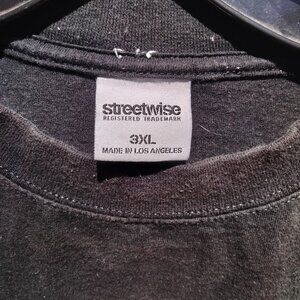 streetwise
REGISTERED TRADEMARK
3XL
MADE IN LOS ANGELES